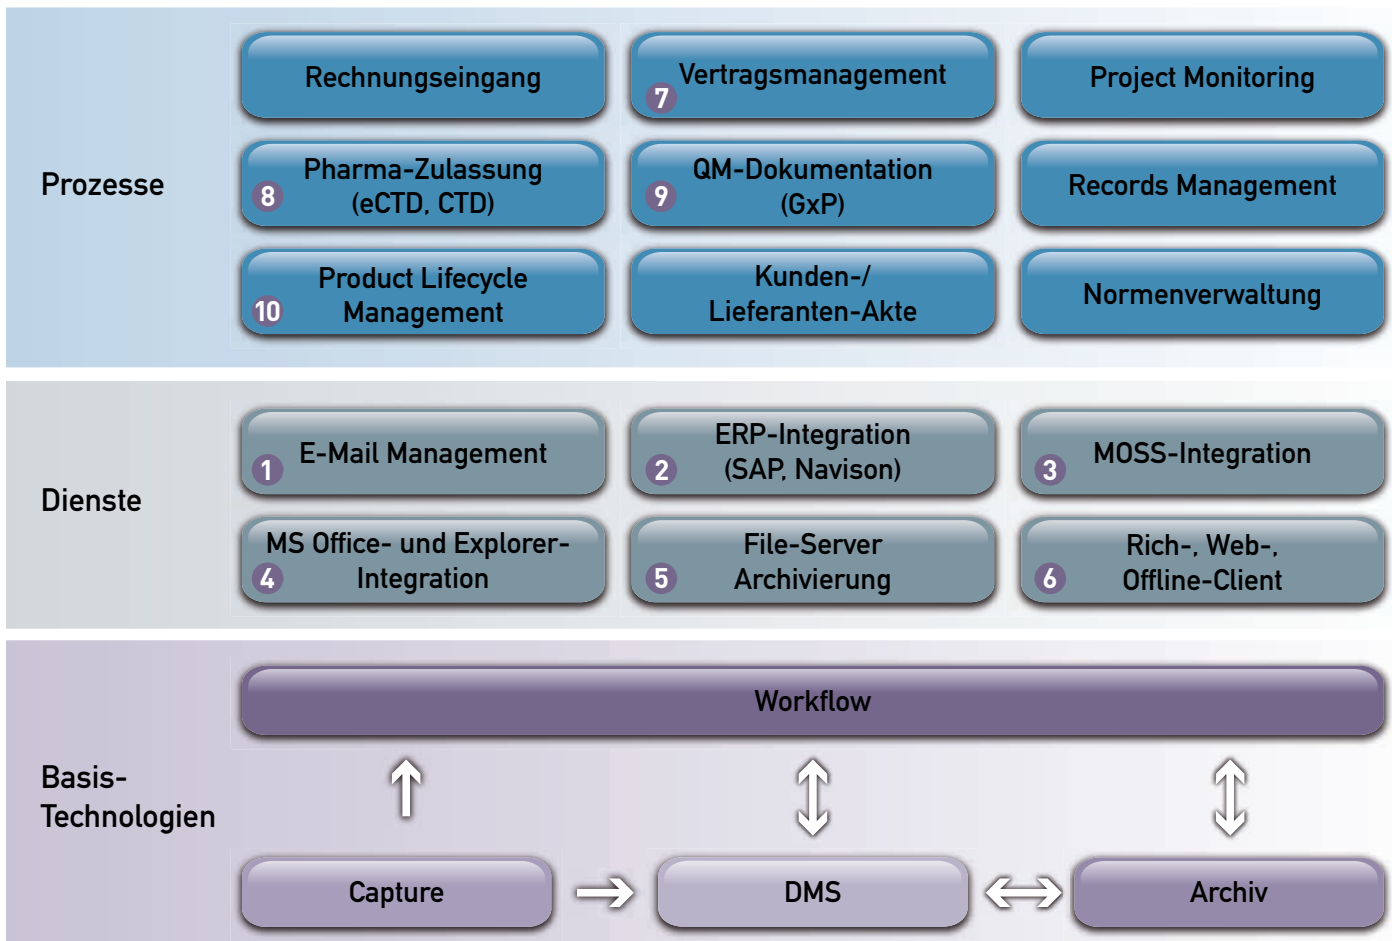 Prozesse
Rechnungseingang
7
Vertragsmanagement
Project Monitoring
8
Pharma-Zulassung
(eCTD, CTD)
9
QM-Dokumentation
(GxP)
Records Management
10
Product Lifecycle
Management
Kunden-/
Lieferanten-Akte
Normenverwaltung
Dienste
1
E-Mail Management
2
ERP-Integration
(SAP, Navison)
3
MOSS-Integration
4
MS Office- und Explorer-
Integration
5
File-Server
Archivierung
6
Rich-, Web-,
Offline-Client
Basis-
Technologien
Workflow
Capture
DMS
Archiv